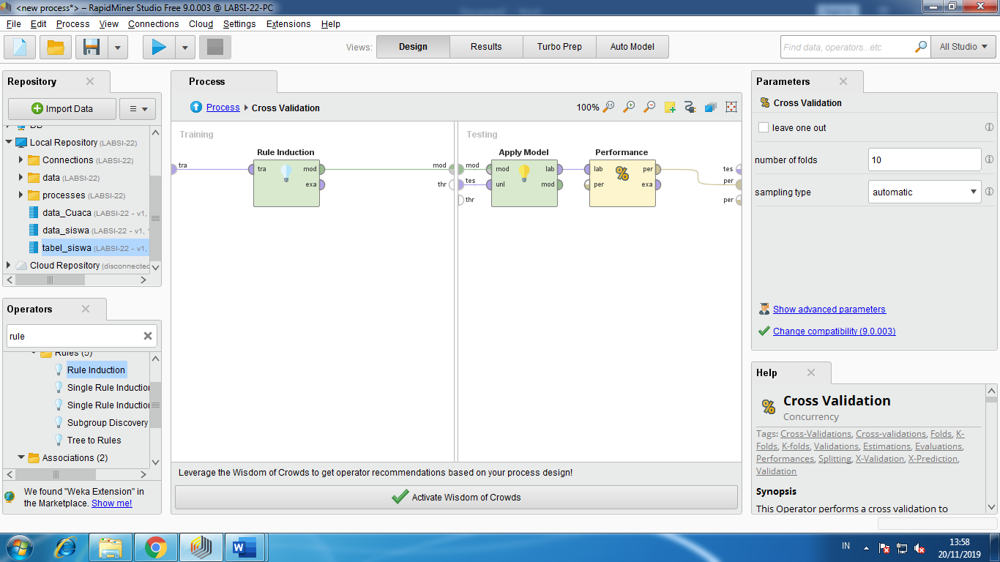 <new process*> – RapidMiner Studio Free 9.0.003 @ LABSI-22-PC
File Edit Process View Connections Cloud Settings Extensions Help
Views: Design Results Turbo Prep Auto Model
Find data, operators...etc All Studio
Repository
Import Data
Local Repository (LABSI-22)
Connections (LABSI-22)
data (LABSI-22)
processes (LABSI-22)
data_Cuaca (LABSI-22 - v1,
data_siswa (LABSI-22 - v1,
tabel_siswa (LABSI-22 - v1,
Cloud Repository (disconnected
Operators
rule
Rules (5)
Rule Induction
Single Rule Induction
Single Rule Induction
Subgroup Discovery
Tree to Rules
Associations (2)
We found "Weka Extension" in
the Marketplace. Show me!
Process
Process Cross Validation
100%
Training
Rule Induction
tra
tra mod
exa
mod
thr
Testing
Apply Model
Performance
mod
tes
thr
mod lab
unl mod
lab per
per exa
tes
per
per
Leverage the Wisdom of Crowds to get operator recommendations based on your process design!
Activate Wisdom of Crowds
Parameters
Cross Validation
leave one out
number of folds 10
sampling type automatic
Show advanced parameters
Change compatibility (9.0.003)
Help
Cross Validation
Concurrency
Tags: Cross-Validations, Cross-validations, Folds, K-
Folds, K-folds, Validations, Estimations, Evaluations,
Performances, Splitting, X-Validation, X-Prediction,
Validation
Synopsis
This Operator performs a cross validation to
IN
13:58
20/11/2019